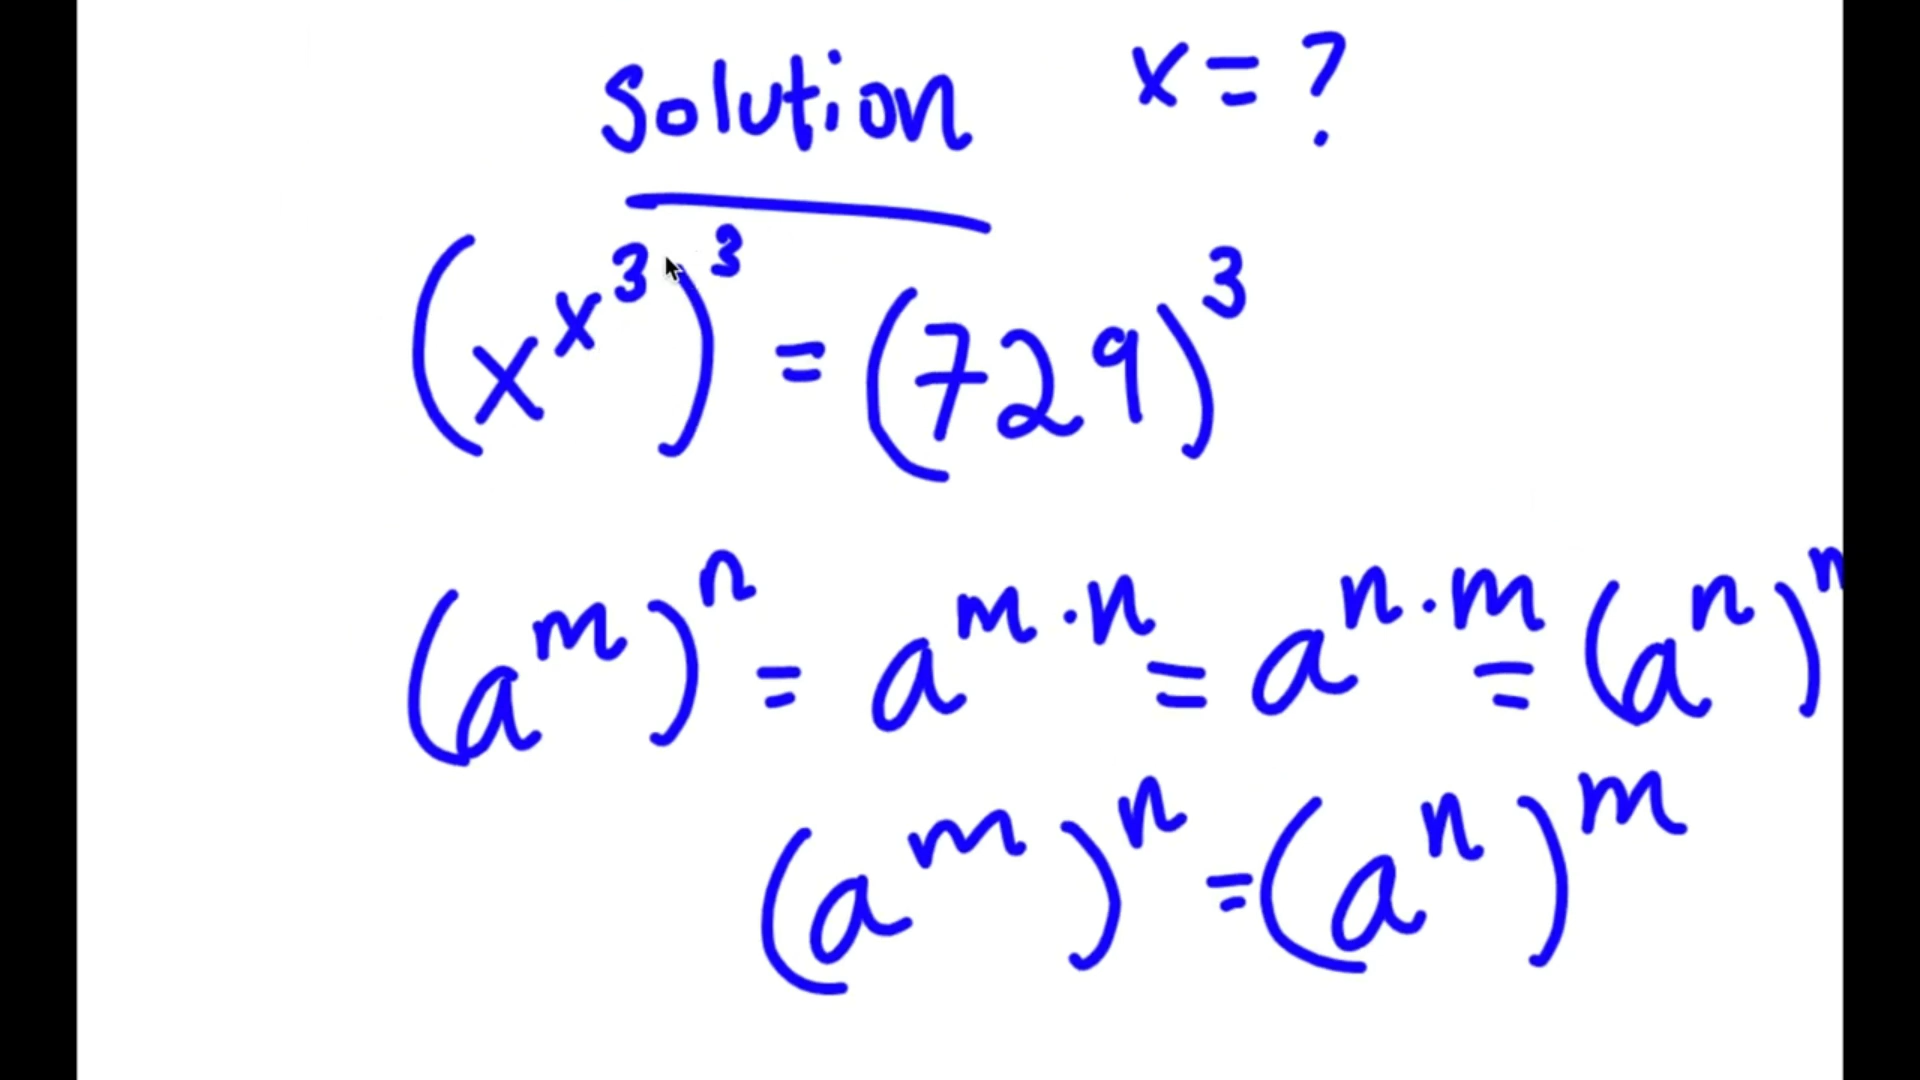 Solution x = ?
(x^x^3)^3 = (729)^3
(a^m)^n = a^m·n = a^n·m = (a^n)
(a^m)^n = (a^n)^m